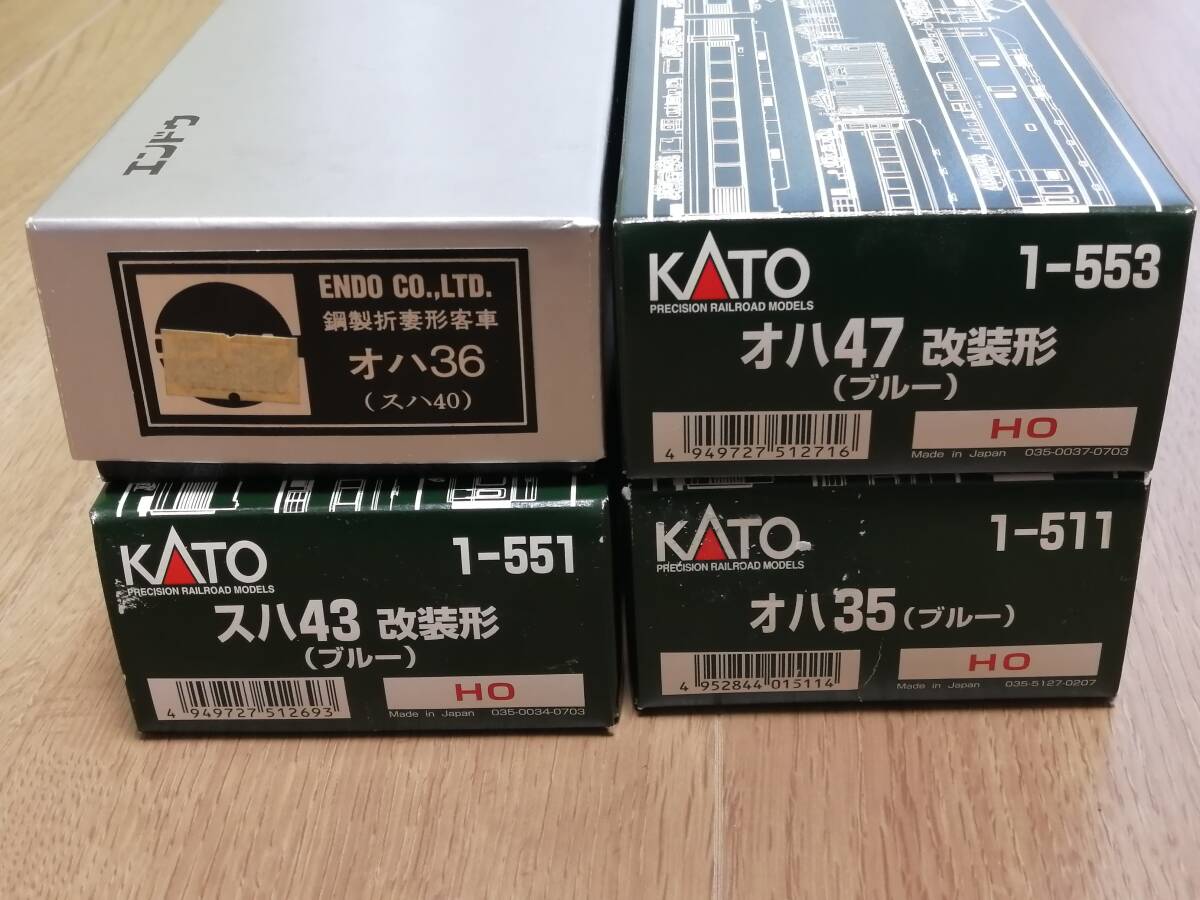 エンドウ
ENDO CO.,LTD.
鋼製折妻形客車
オハ36
(スハ40)
KATO
PRECISION RAILROAD MODELS
1-553
オハ47 改装形
(ブルー)
4 949727 512716
HO
Made in Japan 035-0037-0703
KATO
PRECISION RAILROAD MODELS
1-551
スハ43 改装形
(ブルー)
4 949727 512693
HO
Made in Japan 035-0034-0703
KATO
PRECISION RAILROAD MODELS
1-511
オハ35(ブルー)
4 952844 015114
HO
Made in Japan 035-5127-0207